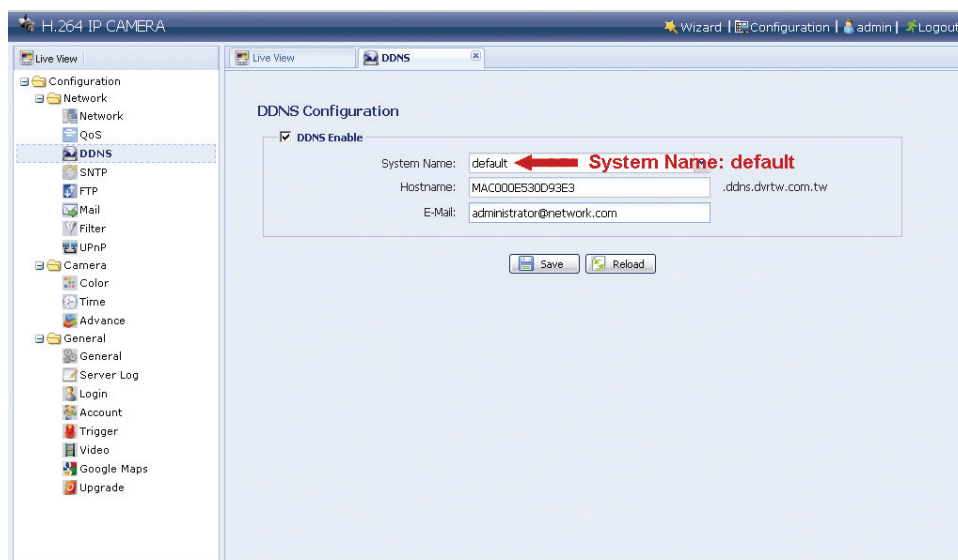 H.264 IP CAMERA
Wizard | Configuration | admin | Logout
Live View
Configuration
Network
Network
QoS
DDNS
SNTP
FTP
Mail
Filter
UPnP
Camera
Color
Time
Advance
General
General
Server Log
Login
Account
Trigger
Video
Google Maps
Upgrade
Live View DDNS
DDNS Configuration
DDNS Enable
System Name: default System Name: default
Hostname: MAC000E530D93E3 .ddns.dvrtw.com.tw
E-Mail: administrator@network.com
Save Reload